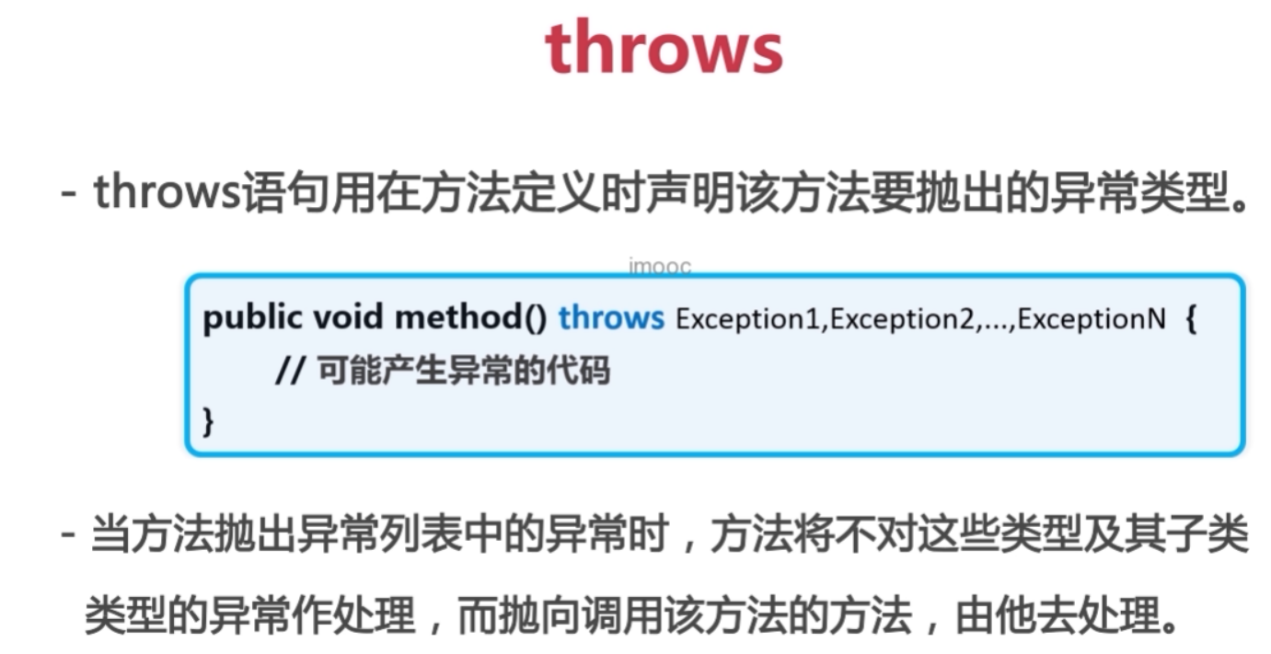 throws
- throws语句用在方法定义时声明该方法要抛出的异常类型。
imooc
public void method() throws Exception1,Exception2,...,ExceptionN {
// 可能产生异常的代码
}
- 当方法抛出异常列表中的异常时，方法将不对这些类型及其子类
类型的异常作处理，而抛向调用该方法的方法，由他去处理。